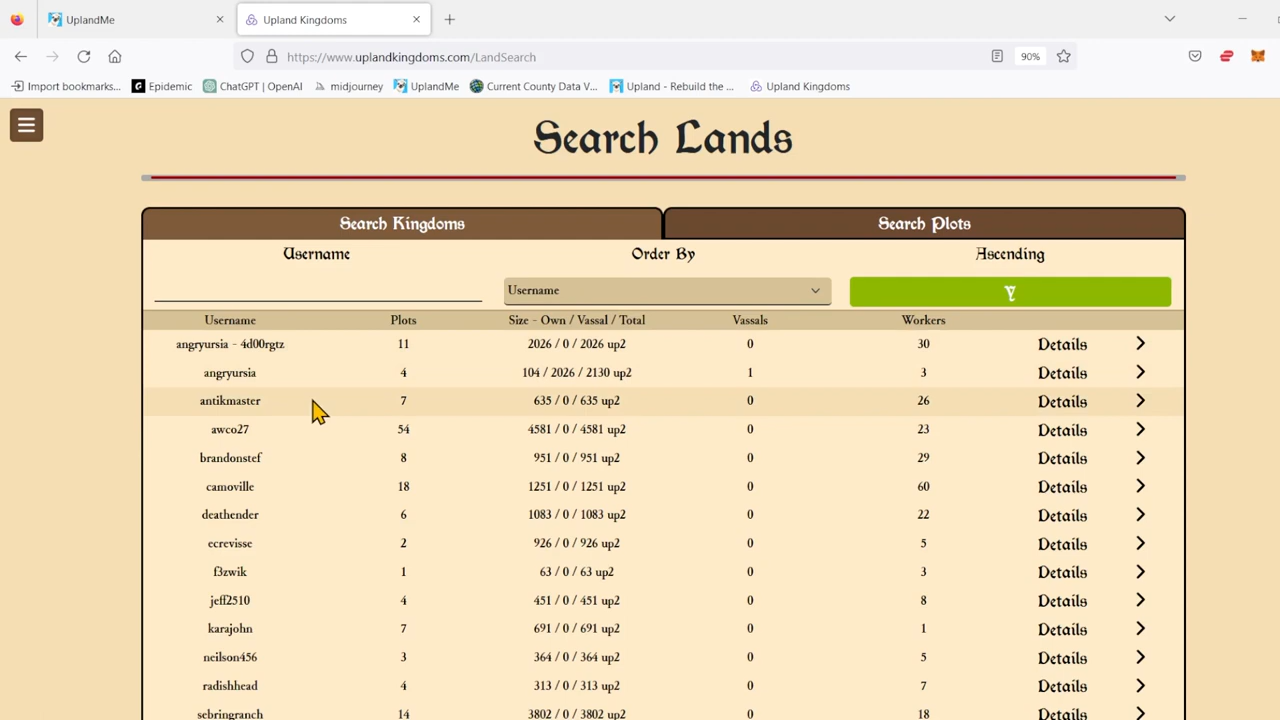 UplandMe
Upland Kingdoms
https://www.uplandkingdoms.com/LandSearch
90%
Import bookmarks...
Epidemic
ChatGPT | OpenAI
midjourney
UplandMe
Current County Data V...
Upland - Rebuild the ...
Upland Kingdoms
Search Lands
Search Kingdoms
Search Plots
Username
Order By
Ascending
Username
Username Plots Size - Own / Vassal / Total Vassals Workers
angryursia - 4d00rgtz 11 2026 / 0 / 2026 up2 0 30 Details
angryursia 4 104 / 2026 / 2130 up2 1 3 Details
antikmaster 7 635 / 0 / 635 up2 0 26 Details
awco27 54 4581 / 0 / 4581 up2 0 23 Details
brandonstef 8 951 / 0 / 951 up2 0 29 Details
camoville 18 1251 / 0 / 1251 up2 0 60 Details
deathender 6 1083 / 0 / 1083 up2 0 22 Details
ecrevisse 2 926 / 0 / 926 up2 0 5 Details
f3zwik 1 63 / 0 / 63 up2 0 3 Details
jeff2510 4 451 / 0 / 451 up2 0 8 Details
karajohn 7 691 / 0 / 691 up2 0 1 Details
neilson456 3 364 / 0 / 364 up2 0 5 Details
radishhead 4 313 / 0 / 313 up2 0 7 Details
sebringranch 14 3802 / 0 / 3802 up2 0 18 Details